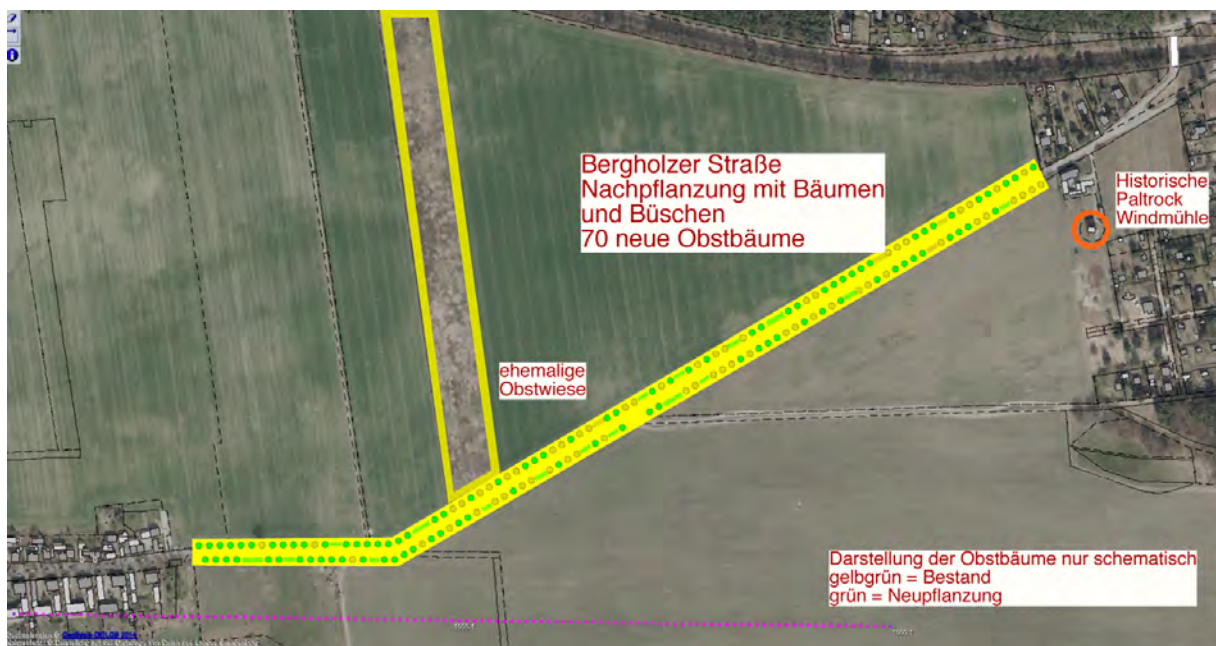 Bergholzer Straße
Nachpflanzung mit Bäumen
und Büschen
70 neue Obstbäume
Historische
Paltrock
Windmühle
ehemalige
Obstwiese
Darstellung der Obstbäume nur schematisch
gelbgrün = Bestand
grün = Neupflanzung